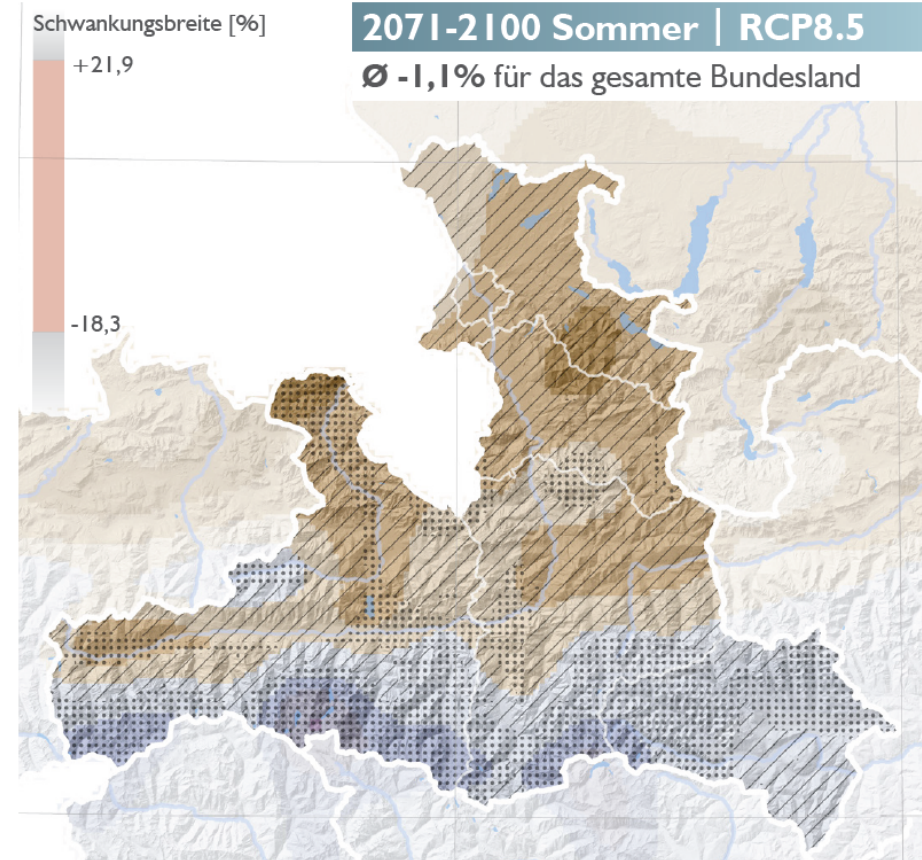 Schwankungsbreite [%]
+21,9
-18,3
2071-2100 Sommer | RCP8.5
Ø -1,1% für das gesamte Bundesland